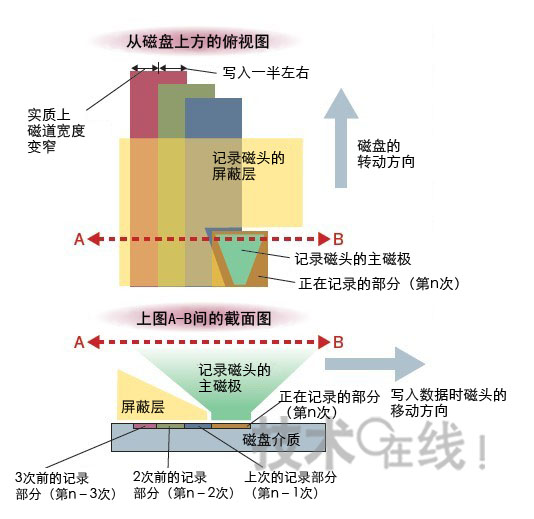 从磁盘上方的俯视图
写入一半左右
实质上
磁道宽度
变窄
记录磁头的
屏蔽层
磁盘的
转动方向
A
B
记录磁头的主磁极
正在记录的部分（第n次）
上图A-B间的截面图
A
B
记录磁头的
主磁极
屏蔽层
正在记录的部分
（第n次）
写入数据时磁头的
移动方向
磁盘介质
3次前的记录
部分（第n－3次）
2次前的记录
部分（第n－2次）
上次的记录部分
（第n－1次）
技术在线！